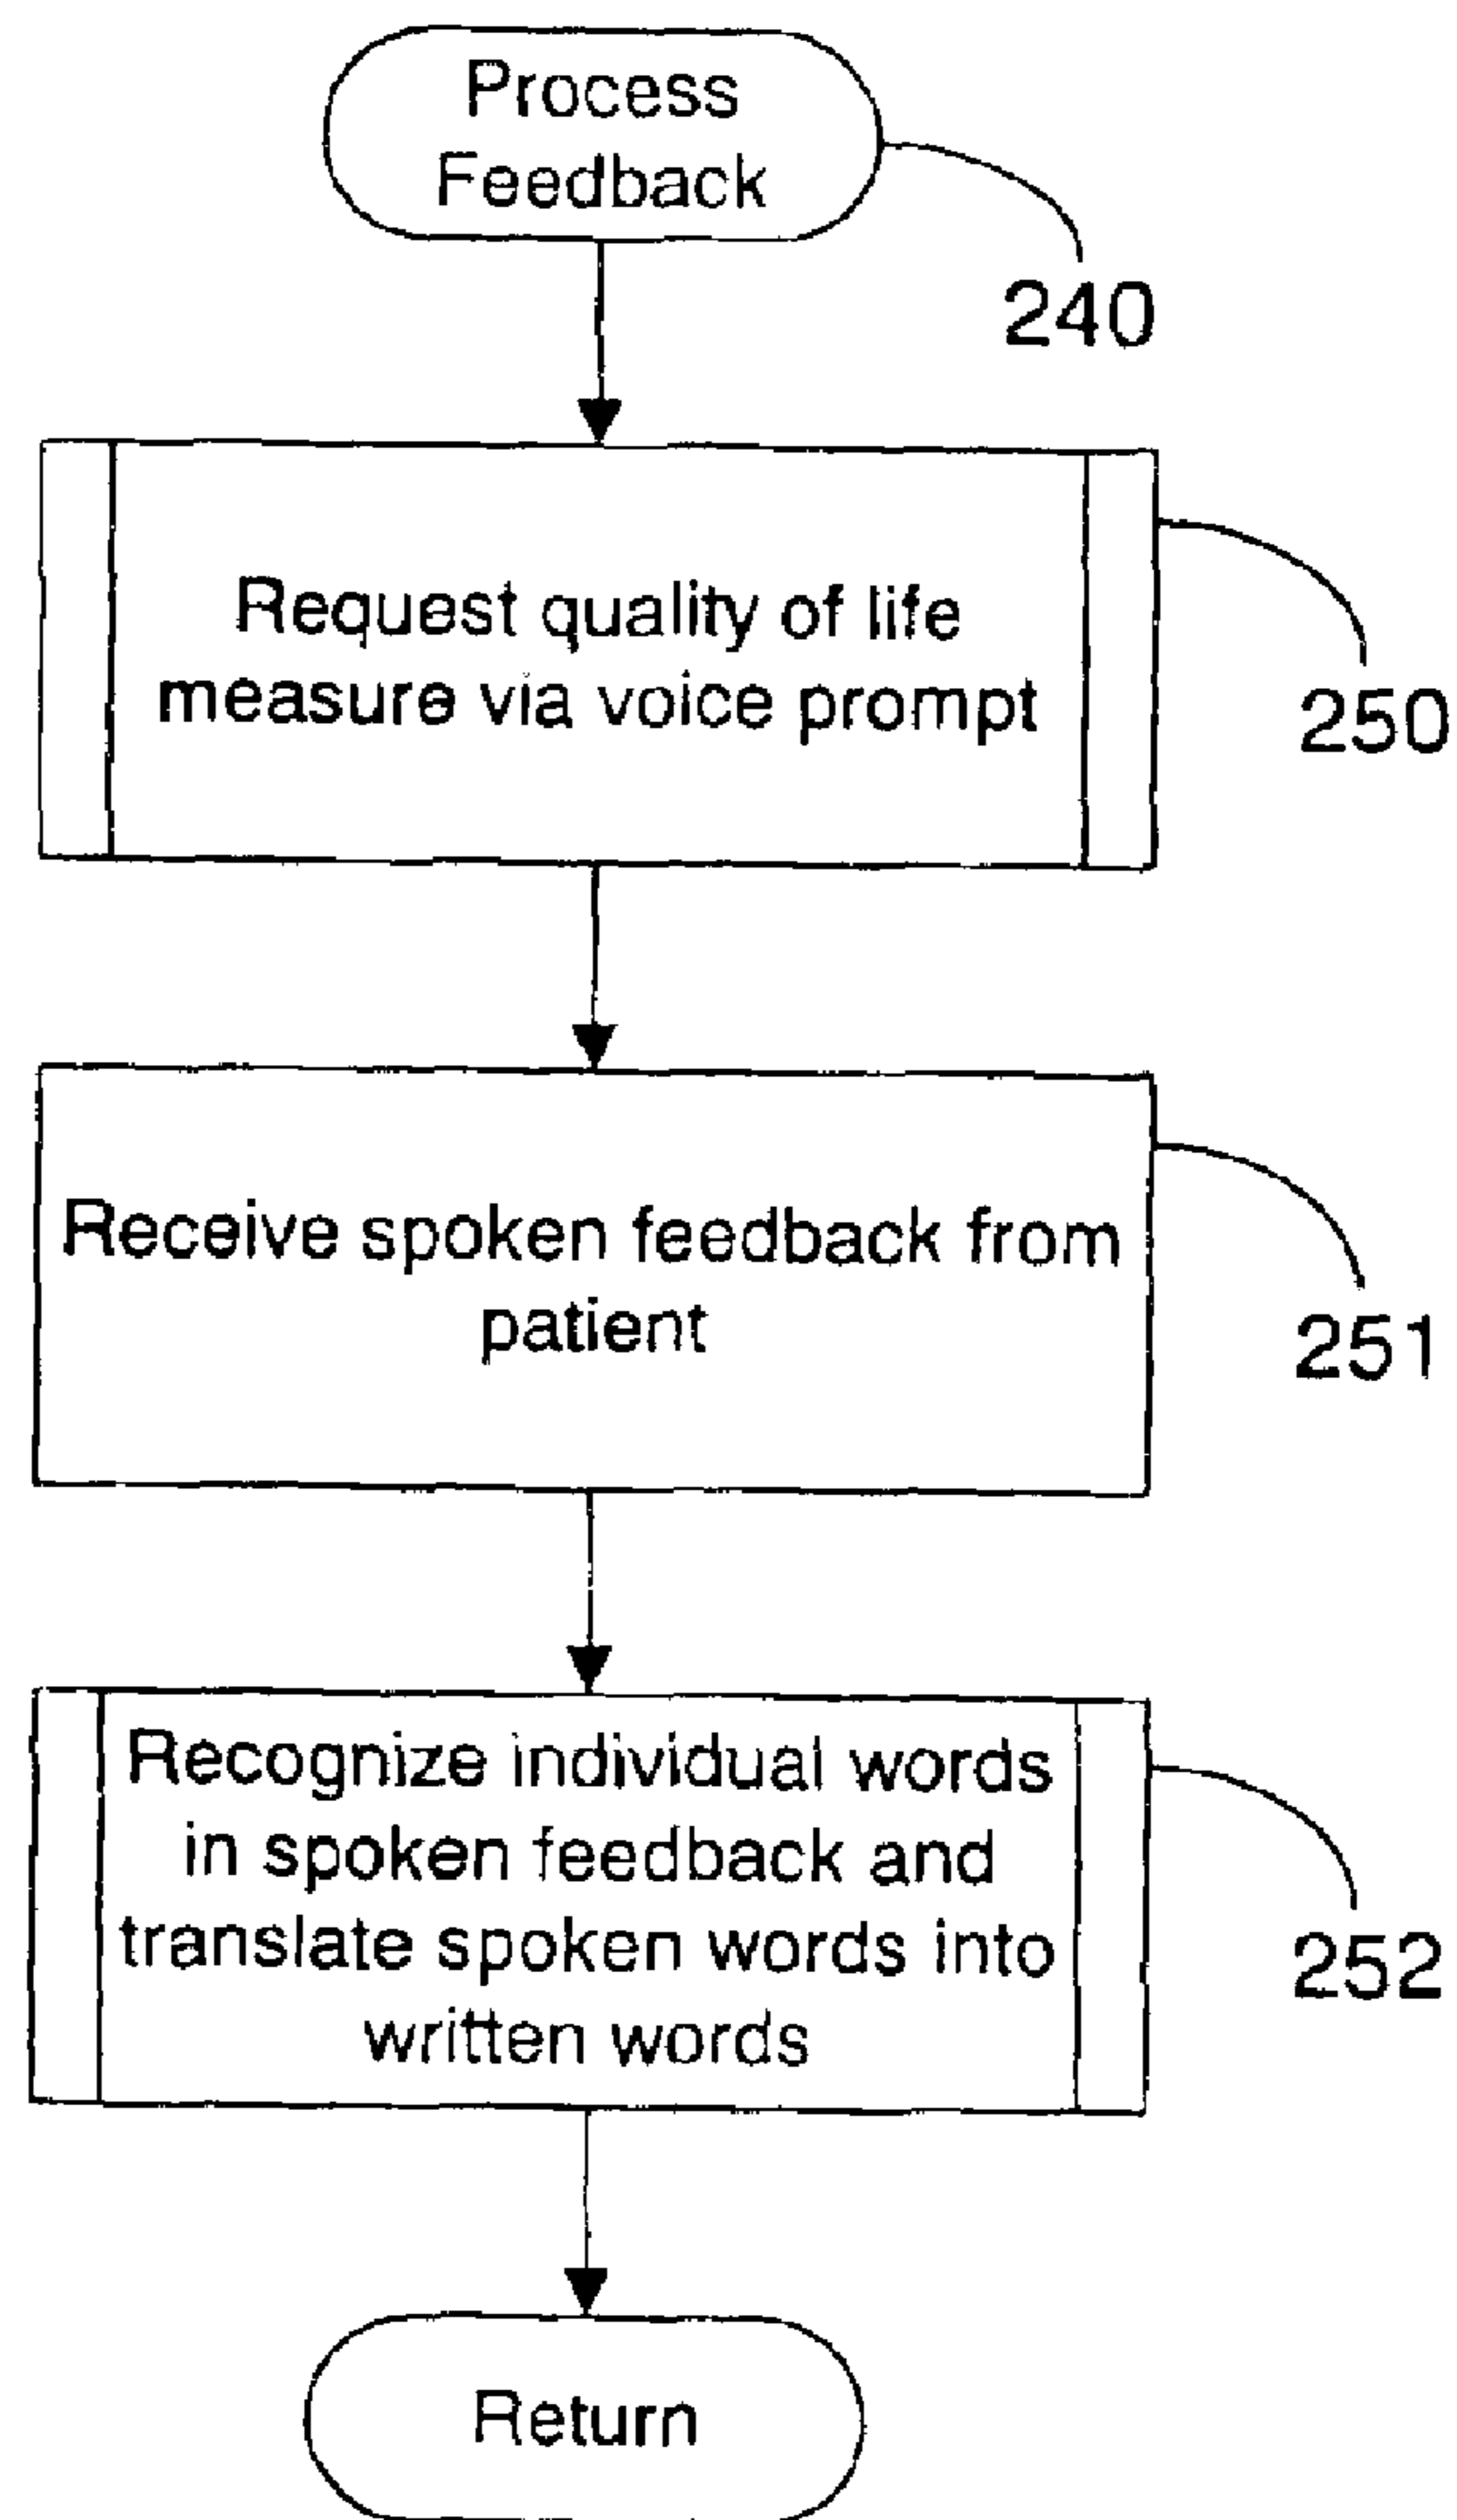 Process
Feedback
240
Request quality of life
measure via voice prompt
250
Receive spoken feedback from
patient
251
Recognize individual words
in spoken feedback and
translate spoken words into
written words
252
Return